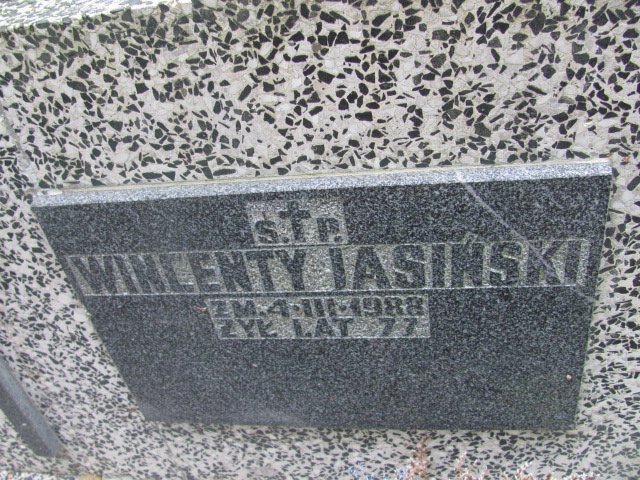 Ś.†P.
WINCENTY JASIŃSKI
ZM. 4·III·1988
ŻYŁ LAT 77